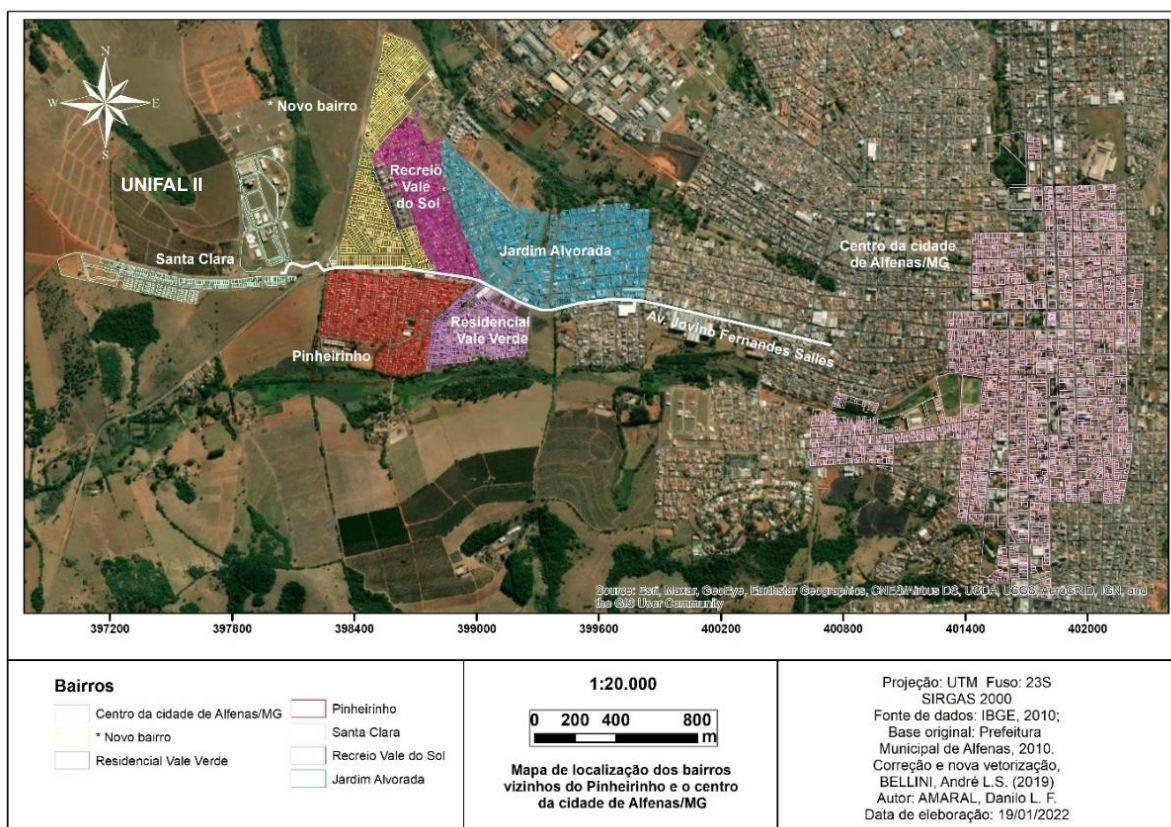 N
W
E
S
* Novo bairro
UNIFAL II
Recreio
Vale
do Sol
Santa Clara
Jardim Alvorada
Centro da cidade
de Alfenas/MG
Residencial
Vale Verde
Av. Jovino Fernandes Salles
Pinheirinho
Source: Esri, Maxar, GeoEye, Earthstar Geographics, CNES/Airbus DS, USDA, USGS, AeroGRID, IGN, and
the GIS User Community
397200 397800 398400 399000 399600 400200 400800 401400 402000
Bairros
Centro da cidade de Alfenas/MG
* Novo bairro
Residencial Vale Verde
Pinheirinho
Santa Clara
Recreio Vale do Sol
Jardim Alvorada
1:20.000
0 200 400 800
m
Mapa de localização dos bairros
vizinhos do Pinheirinho e o centro
da cidade de Alfenas/MG
Projeção: UTM Fuso: 23S
SIRGAS 2000
Fonte de dados: IBGE, 2010;
Base original: Prefeitura
Municipal de Alfenas, 2010.
Correção e nova vetorização,
BELLINI, André L.S. (2019)
Autor: AMARAL, Danilo L. F.
Data de elaboração: 19/01/2022